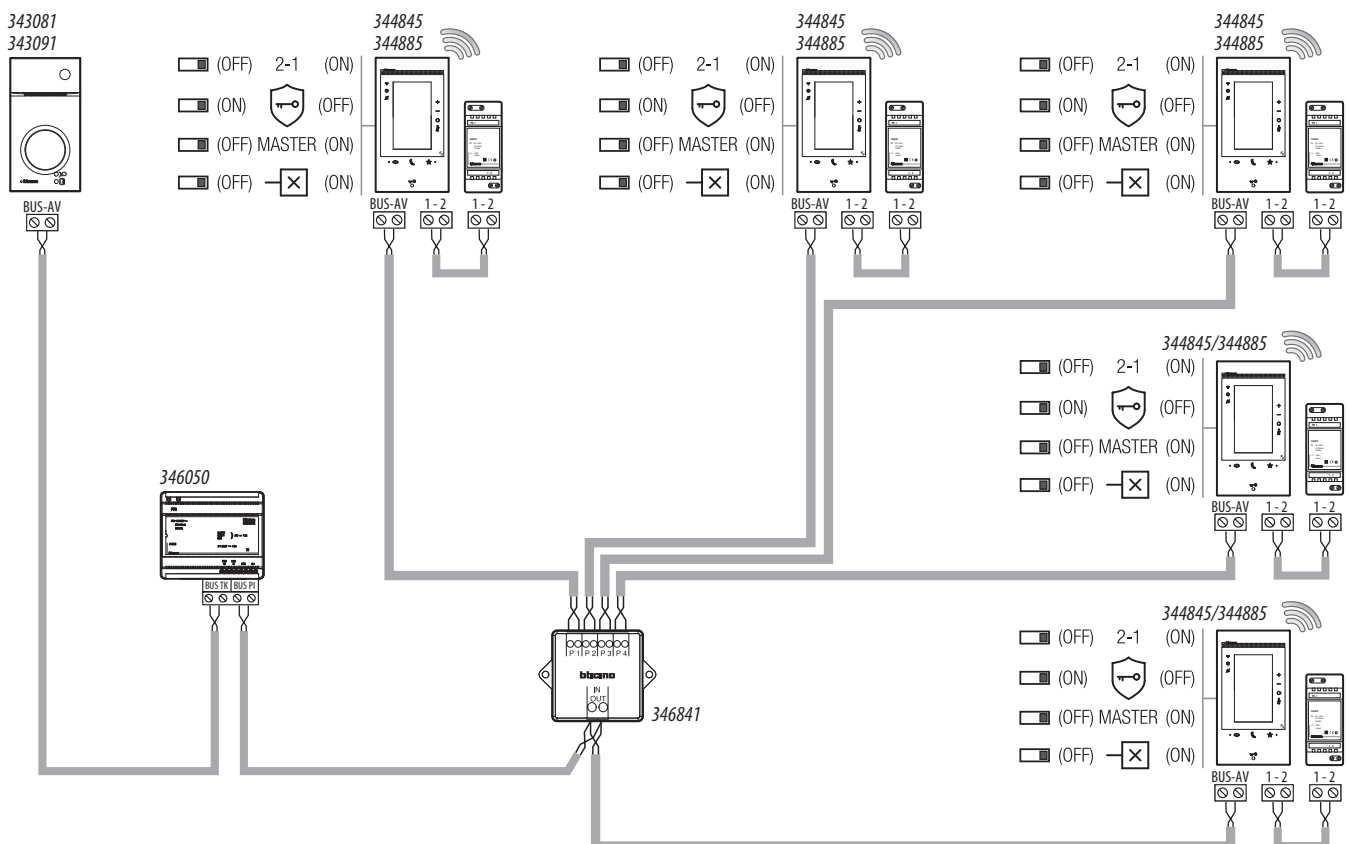 343081
343091
BUS-AV
344845
344885
(OFF) 2-1 (ON)
(ON) (OFF)
(OFF) MASTER (ON)
(OFF) (ON)
BUS-AV 1 - 2 1 - 2
344845
344885
(OFF) 2-1 (ON)
(ON) (OFF)
(OFF) MASTER (ON)
(OFF) (ON)
BUS-AV 1 - 2 1 - 2
344845
344885
(OFF) 2-1 (ON)
(ON) (OFF)
(OFF) MASTER (ON)
(OFF) (ON)
BUS-AV 1 - 2 1 - 2
344845/344885
(OFF) 2-1 (ON)
(ON) (OFF)
(OFF) MASTER (ON)
(OFF) (ON)
BUS-AV 1 - 2 1 - 2
346050
BUS TK BUS PI
P 1 P 2 P 3 P 4
bticino
IN
OUT
346841
344845/344885
(OFF) 2-1 (ON)
(ON) (OFF)
(OFF) MASTER (ON)
(OFF) (ON)
BUS-AV 1 - 2 1 - 2